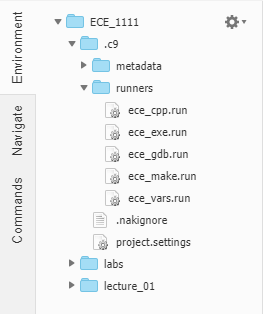 Environment
Navigate
Commands
ECE_1111
.c9
metadata
runners
ece_cpp.run
ece_exe.run
ece_gdb.run
ece_make.run
ece_vars.run
.nakignore
project.settings
labs
lecture_01